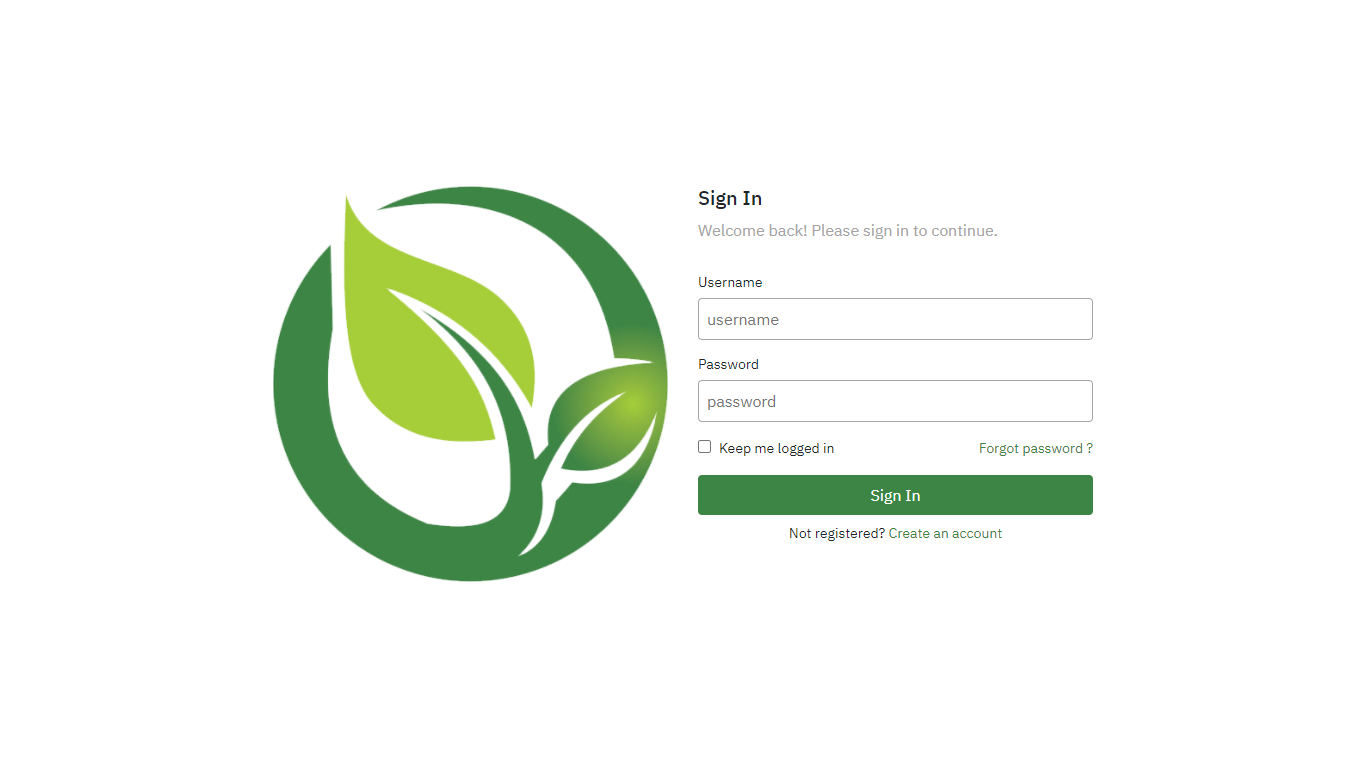 Sign In
Welcome back! Please sign in to continue.
Username
username
Password
password
Keep me logged in
Forgot password ?
Sign In
Not registered? Create an account